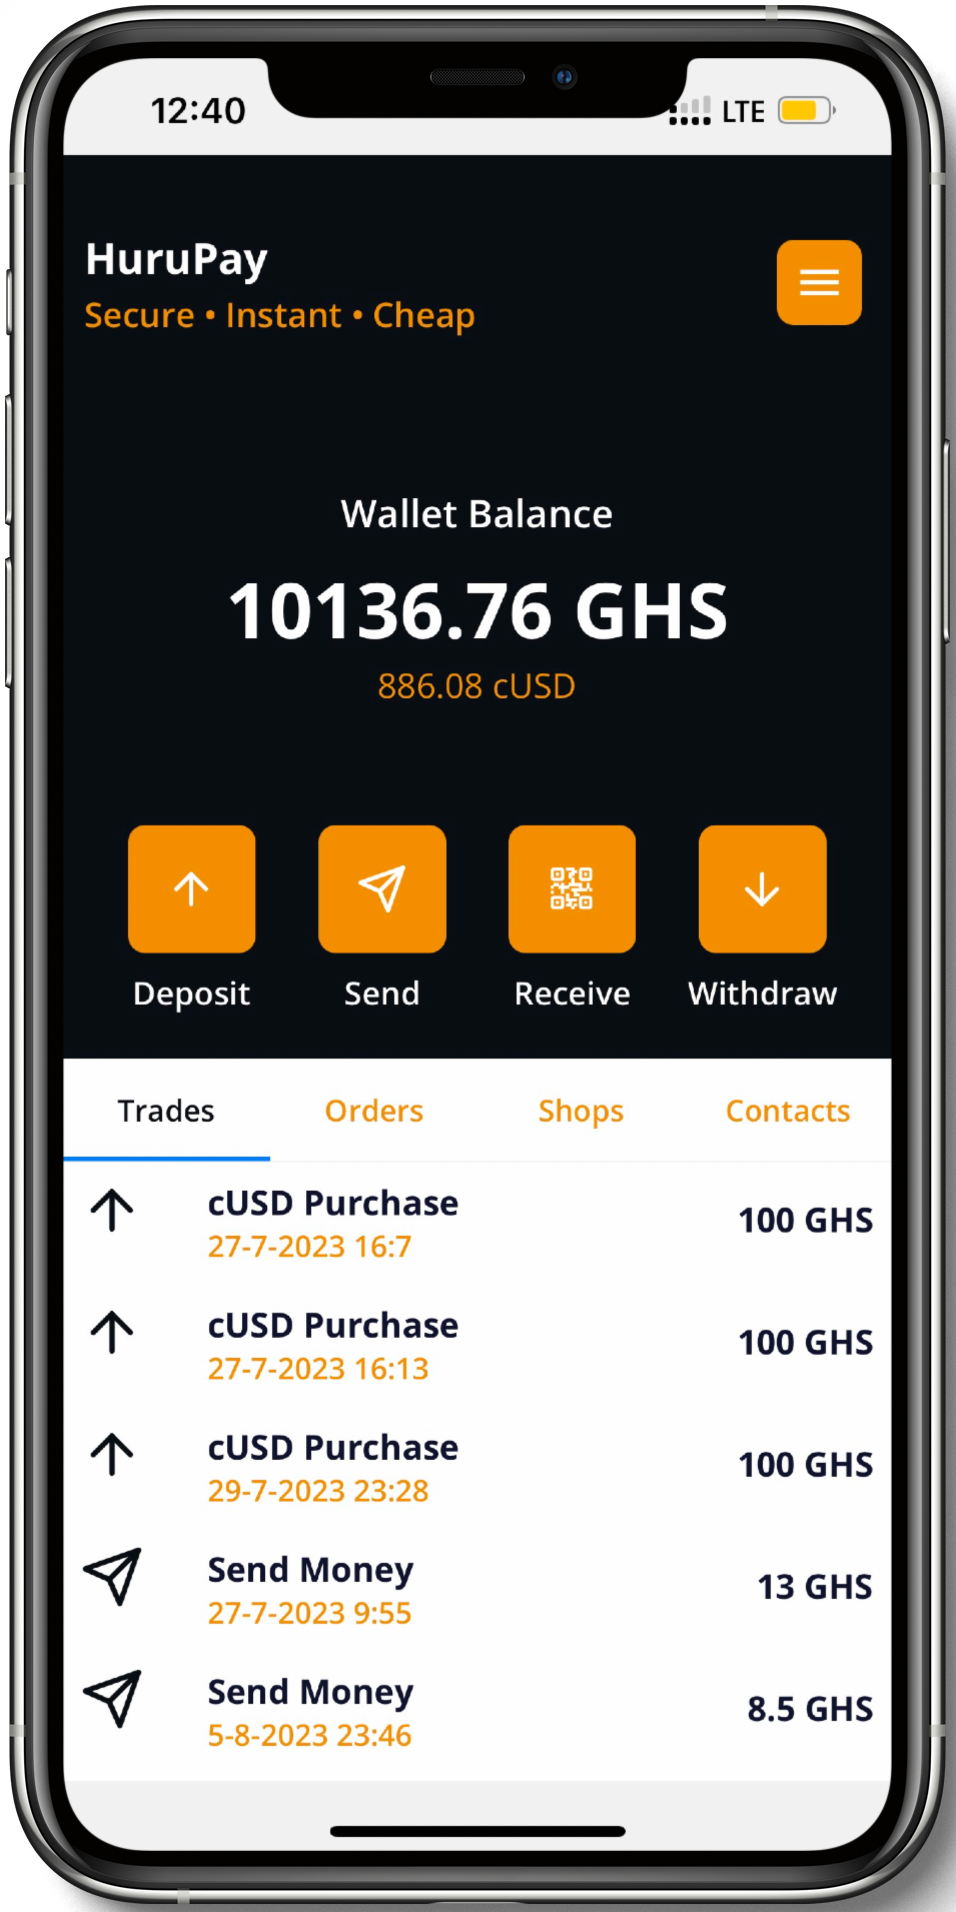 12:40 LTE
HuruPay
Secure • Instant • Cheap
Wallet Balance
10136.76 GHS
886.08 cUSD
Deposit Send Receive Withdraw
Trades Orders Shops Contacts
cUSD Purchase 100 GHS
27-7-2023 16:7
cUSD Purchase 100 GHS
27-7-2023 16:13
cUSD Purchase 100 GHS
29-7-2023 23:28
Send Money 13 GHS
27-7-2023 9:55
Send Money 8.5 GHS
5-8-2023 23:46